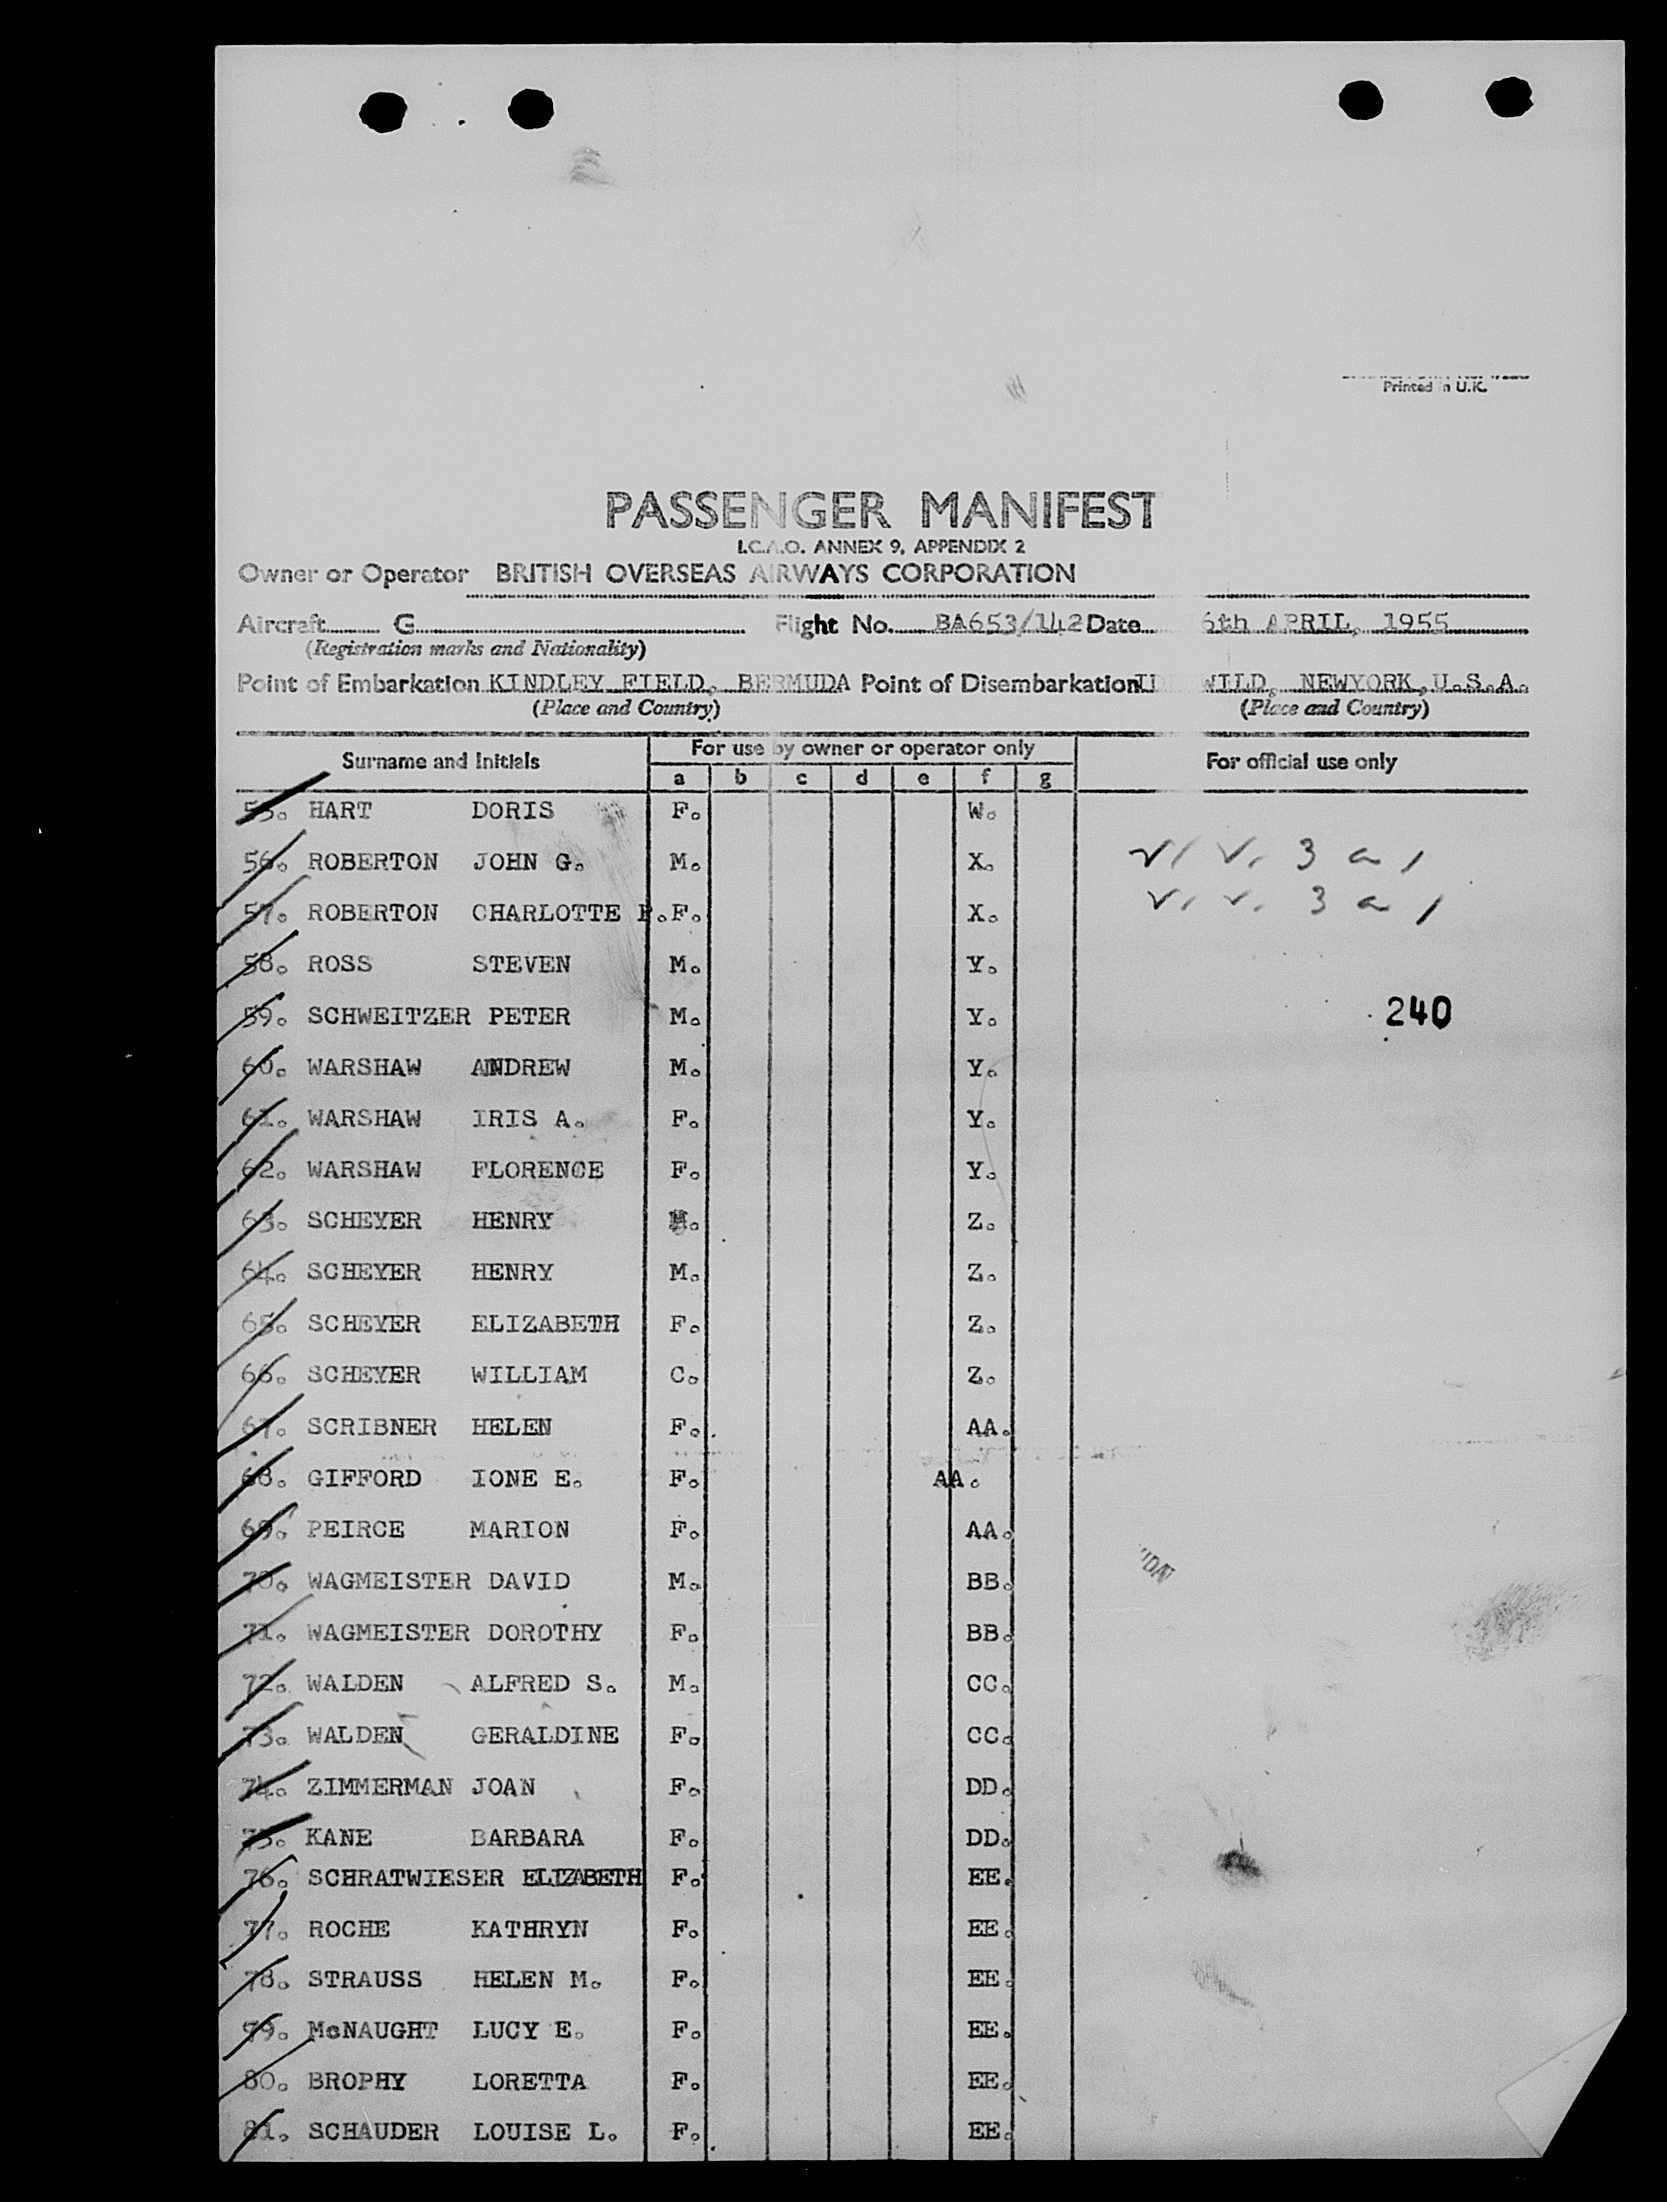 Printed in U.K.
PASSENGER MANIFEST
I.C.A.O. ANNEX 9, APPENDIX 2
Owner or Operator BRITISH OVERSEAS AIRWAYS CORPORATION
Aircraft G Flight No. BA653/142 Date 6th APRIL, 1955
(Registration marks and Nationality)
Point of Embarkation KINDLEY FIELD, BERMUDA Point of Disembarkation ID WILD, NEWYORK, U.S.A.
(Place and Country) (Place and Country)
Surname and Initials For use by owner or operator only For official use only
a b c d e f g
55. HART DORIS F. W.
56. ROBERTON JOHN G. M. X. v/ v. 3 a /
57. ROBERTON CHARLOTTE F. X. v. v. 3 a /
58. ROSS STEVEN M. Y.
59. SCHWEITZER PETER M. Y. 240
60. WARSHAW ANDREW M. Y.
61. WARSHAW IRIS A. F. Y.
62. WARSHAW FLORENCE F. Y.
63. SCHEYER HENRY M. Z.
64. SCHEYER HENRY M. Z.
65. SCHEYER ELIZABETH F. Z.
66. SCHEYER WILLIAM C. Z.
67. SCRIBNER HELEN F. AA.
68. GIFFORD IONE E. F. AA.
69. PEIRCE MARION F. AA.
70. WAGMEISTER DAVID M. BB.
71. WAGMEISTER DOROTHY F. BB.
72. WALDEN ALFRED S. M. CC.
73. WALDEN GERALDINE F. CC.
74. ZIMMERMAN JOAN F. DD.
75. KANE BARBARA F. DD.
76. SCHRATWIESER ELIZABETH F. EE.
77. ROCHE KATHRYN F. EE.
78. STRAUSS HELEN M. F. EE.
79. McNAUGHT LUCY E. F. EE.
80. BROPHY LORETTA F. EE.
81. SCHAUDER LOUISE L. F. EE.